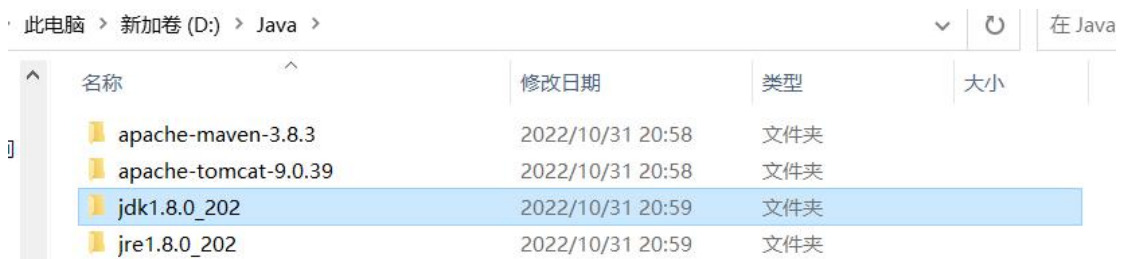 此电脑 > 新加卷 (D:) > Java >
在 Java
名称 修改日期 类型 大小
apache-maven-3.8.3 2022/10/31 20:58 文件夹
apache-tomcat-9.0.39 2022/10/31 20:58 文件夹
jdk1.8.0_202 2022/10/31 20:59 文件夹
jre1.8.0_202 2022/10/31 20:59 文件夹